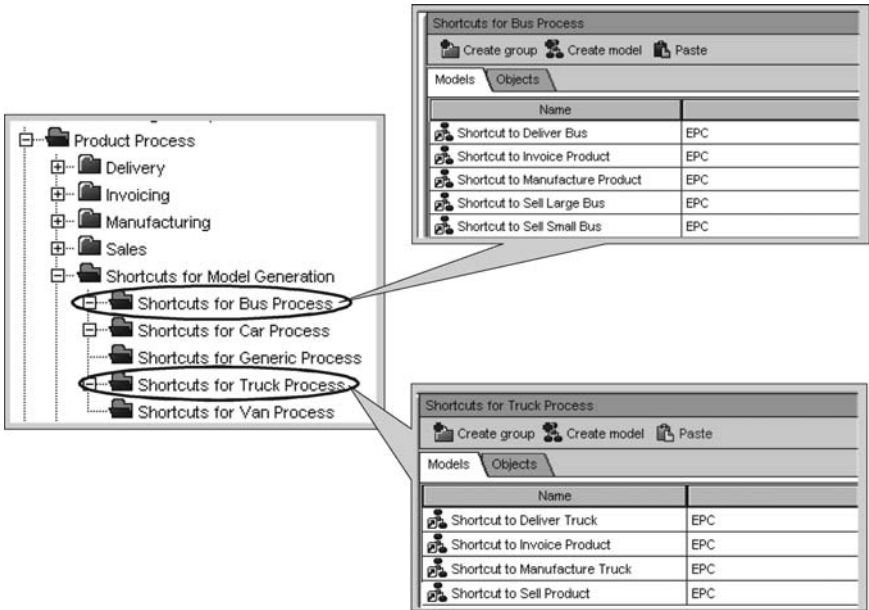 Shortcuts for Bus Process
Create group Create model Paste
Models Objects
Name
Shortcut to Deliver Bus EPC
Shortcut to Invoice Product EPC
Shortcut to Manufacture Product EPC
Shortcut to Sell Large Bus EPC
Shortcut to Sell Small Bus EPC
Product Process
Delivery
Invoicing
Manufacturing
Sales
Shortcuts for Model Generation
Shortcuts for Bus Process
Shortcuts for Car Process
Shortcuts for Generic Process
Shortcuts for Truck Process
Shortcuts for Van Process
Shortcuts for Truck Process
Create group Create model Paste
Models Objects
Name
Shortcut to Deliver Truck EPC
Shortcut to Invoice Product EPC
Shortcut to Manufacture Truck EPC
Shortcut to Sell Product EPC